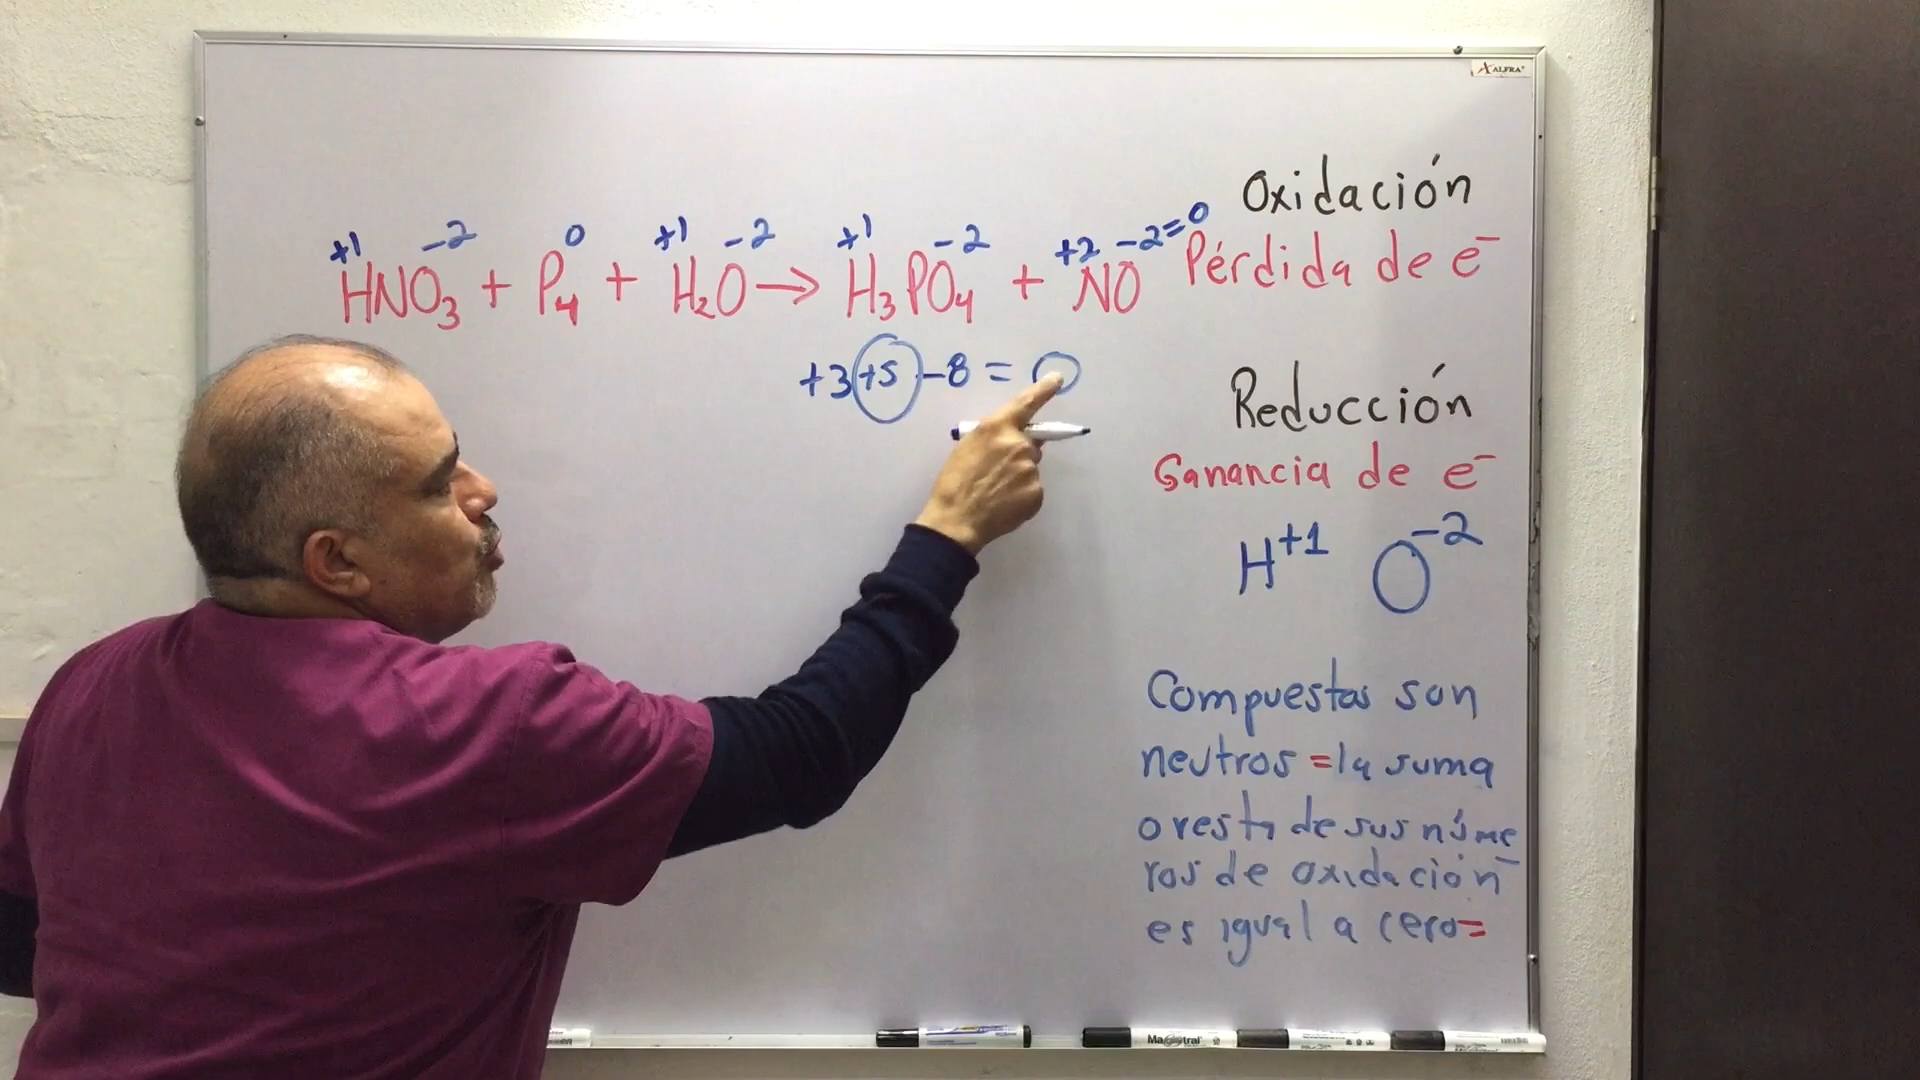 Oxidación
+1 -2 0 +1 -2 +1 -2 +2 -2=0
HNO3 + P4 + H2O → H3PO4 + NO
Pérdida de e⁻
+3 +5 -8 = 0
Reducción
Ganancia de e⁻
H⁺¹ O⁻²
Compuestos son
neutros = la suma
o resta de sus núme
ros de oxidación
es igual a cero=
ALFRA
Magistral